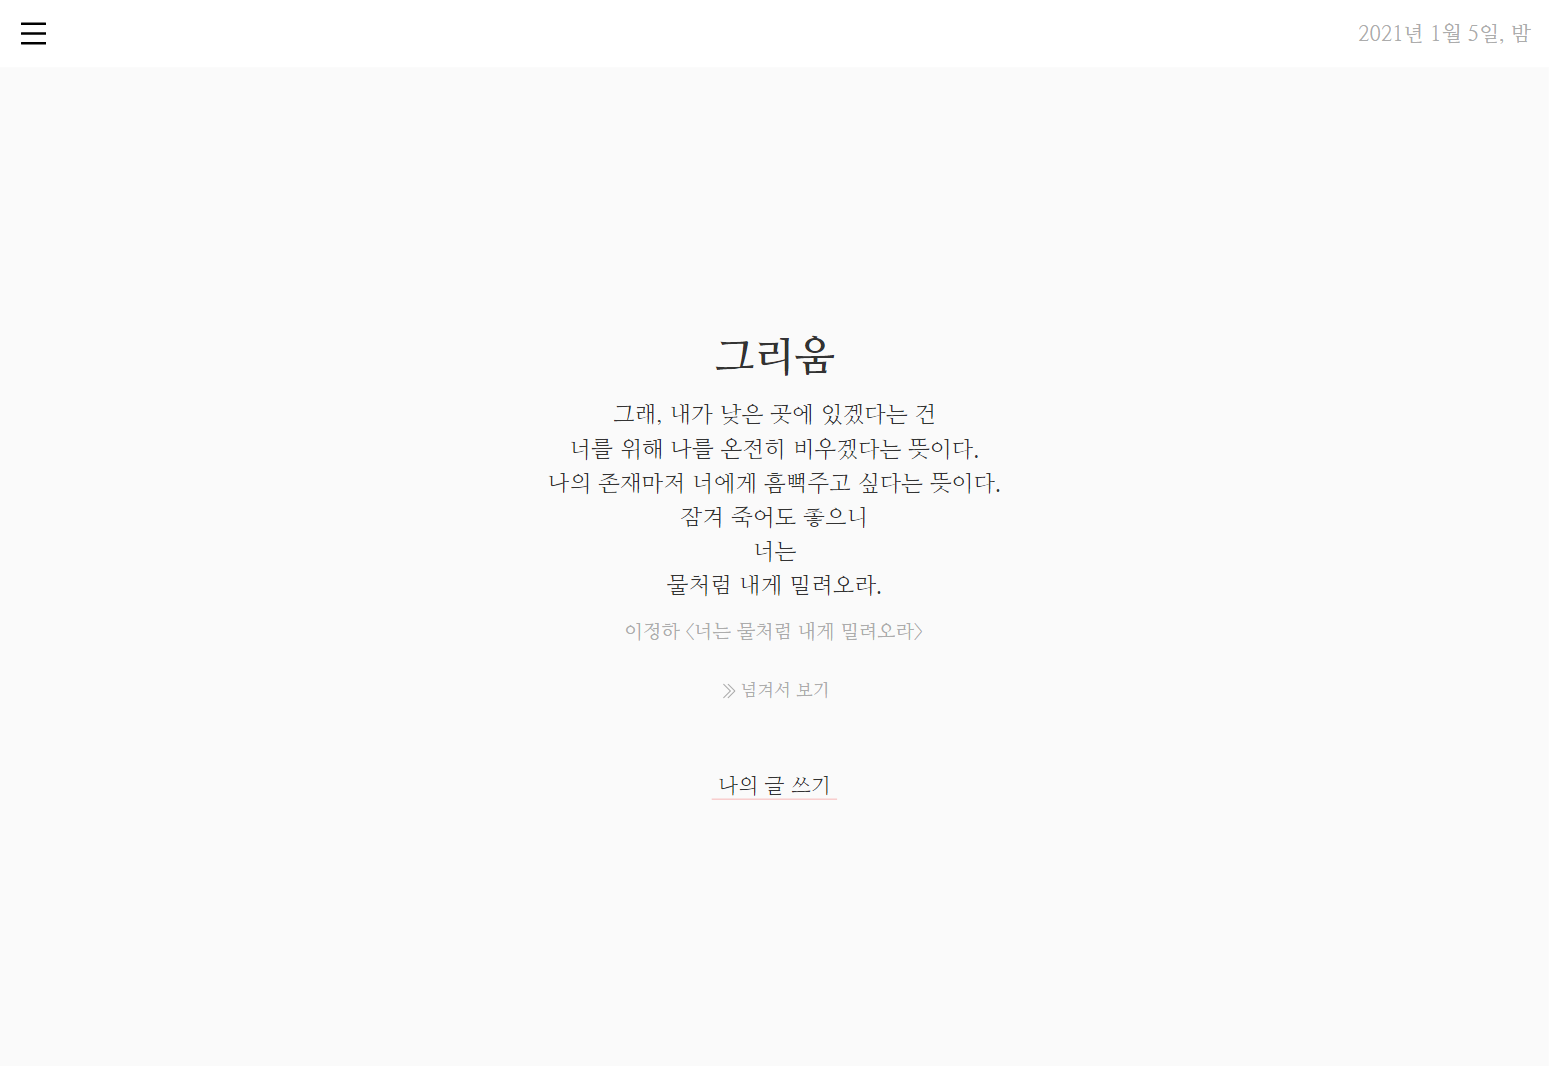 2021년 1월 5일, 밤
그리움
그래, 내가 낮은 곳에 있겠다는 건
너를 위해 나를 온전히 비우겠다는 뜻이다.
나의 존재마저 너에게 흠뻑주고 싶다는 뜻이다.
잠겨 죽어도 좋으니
너는
물처럼 내게 밀려오라.
이정하 〈너는 물처럼 내게 밀려오라〉
넘겨서 보기
나의 글 쓰기